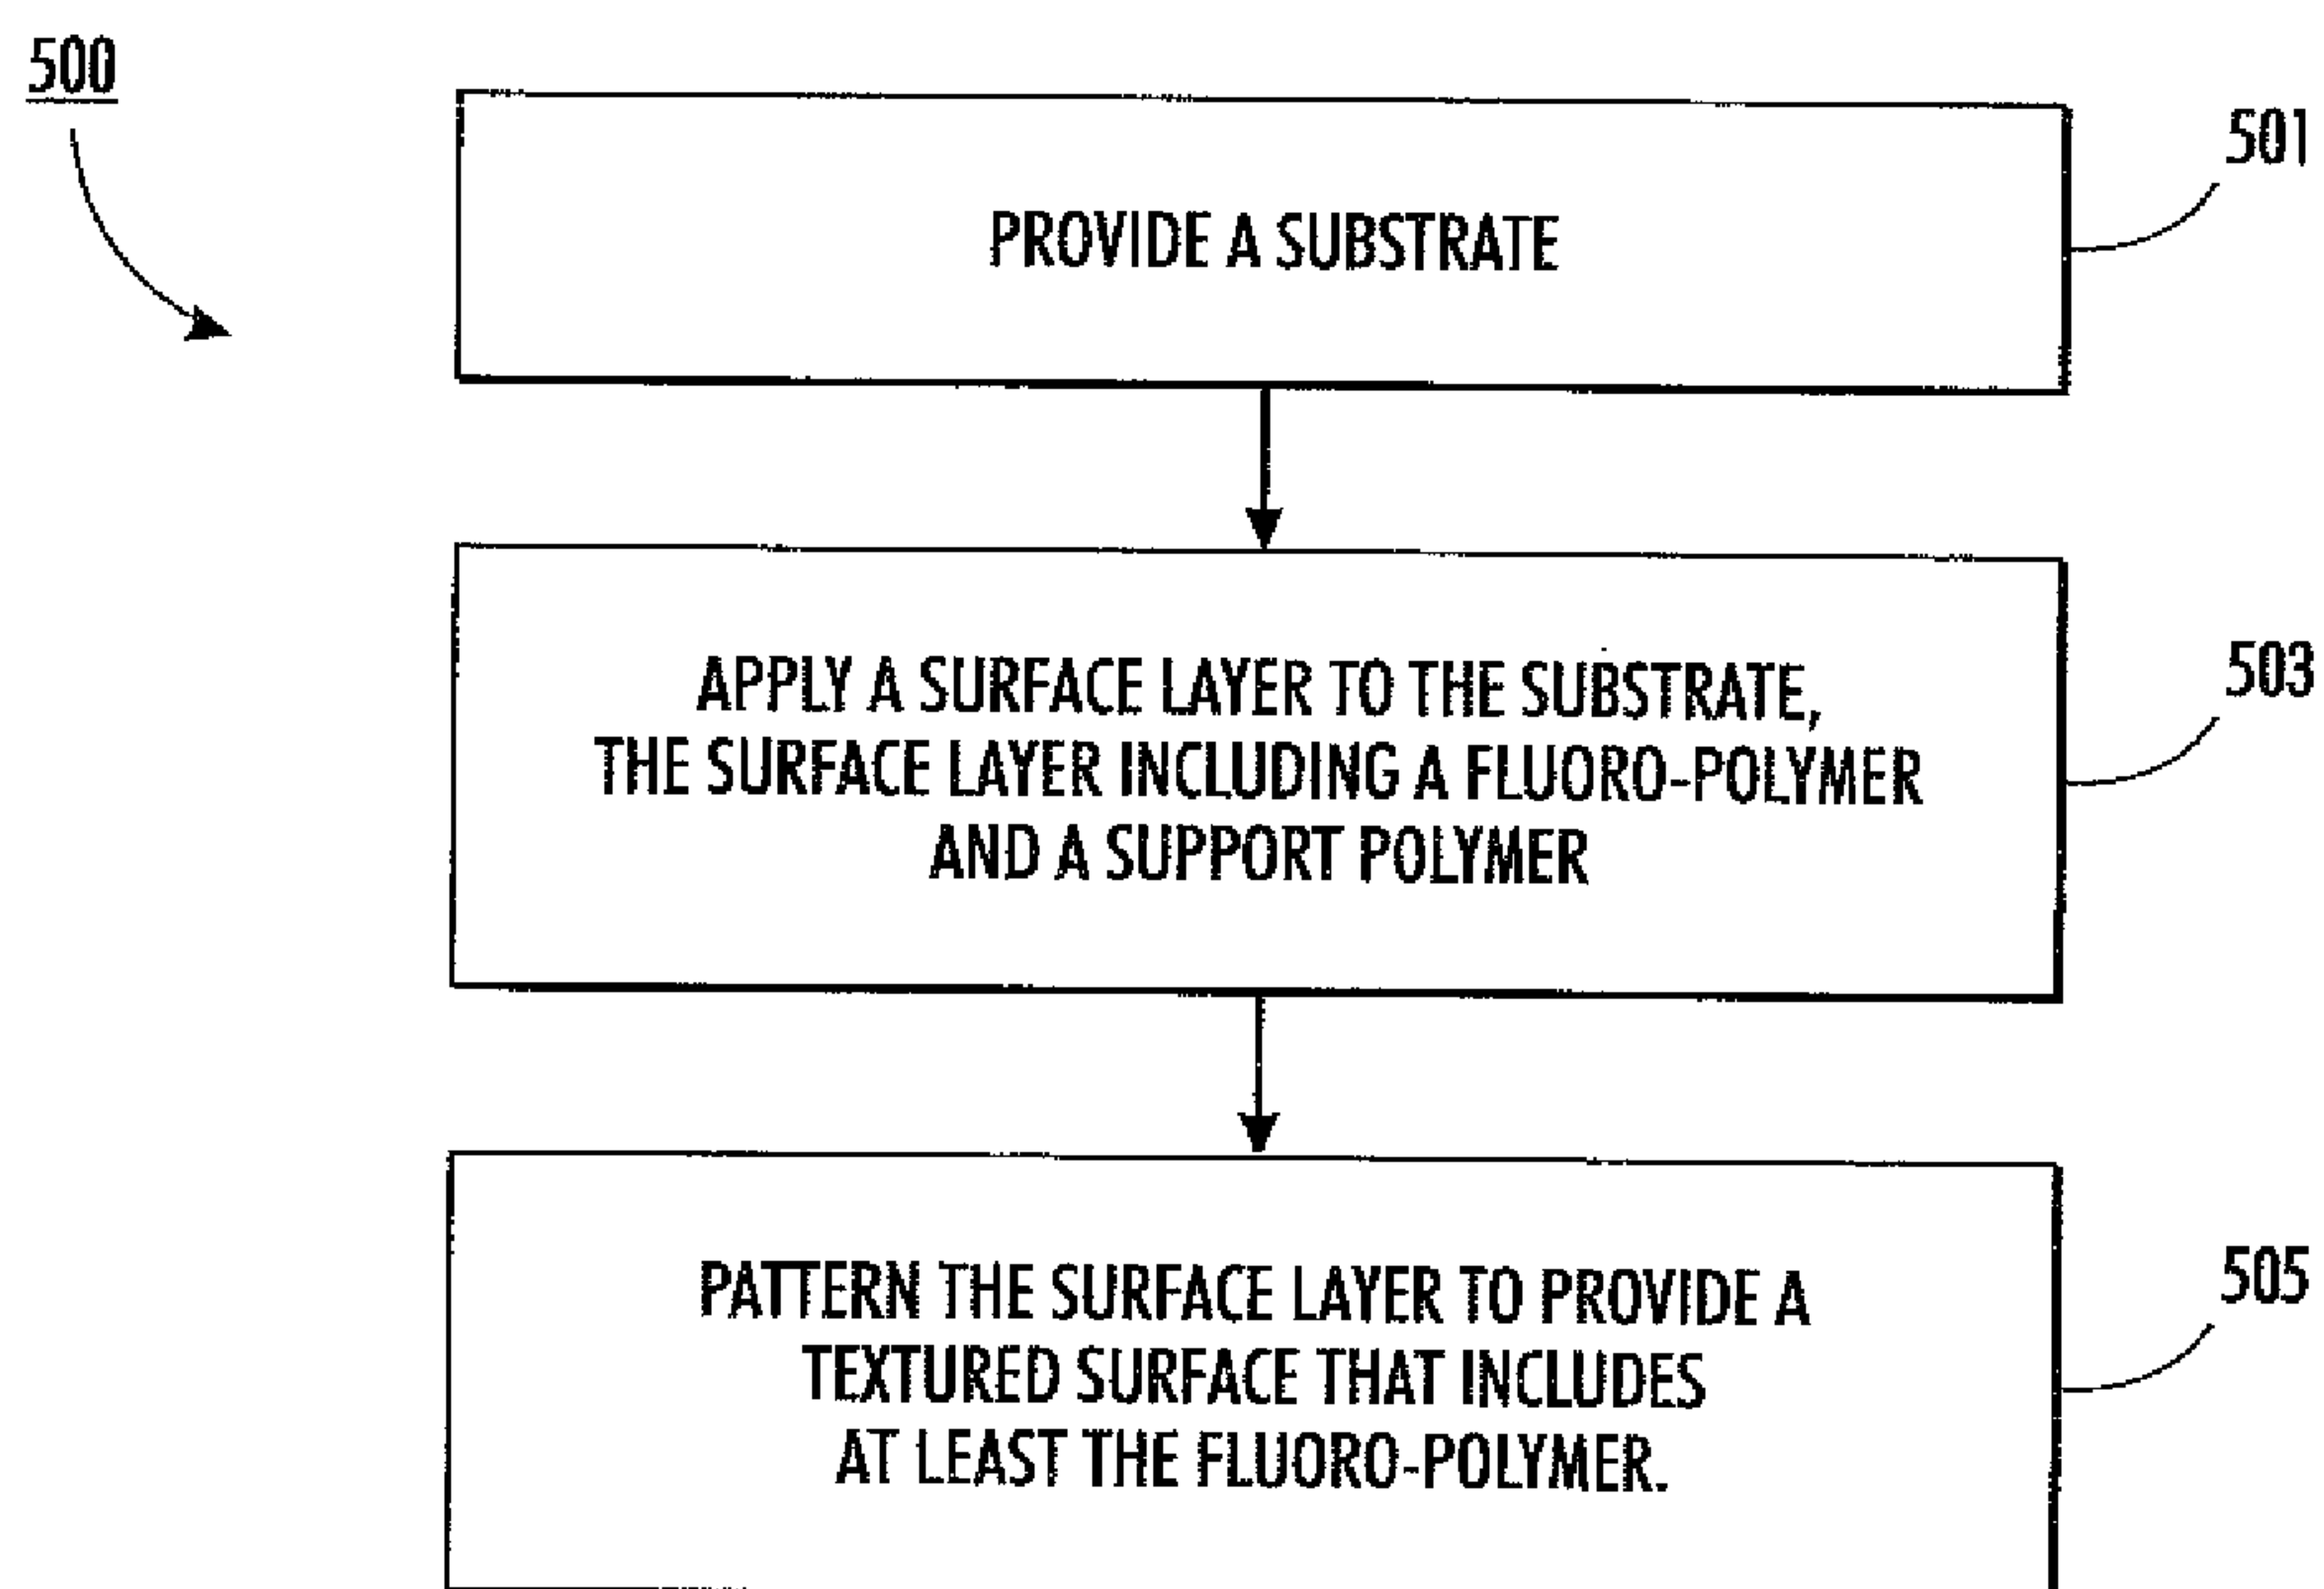 500
501
PROVIDE A SUBSTRATE
503
APPLY A SURFACE LAYER TO THE SUBSTRATE,
THE SURFACE LAYER INCLUDING A FLUORO-POLYMER
AND A SUPPORT POLYMER
505
PATTERN THE SURFACE LAYER TO PROVIDE A
TEXTURED SURFACE THAT INCLUDES
AT LEAST THE FLUORO-POLYMER.